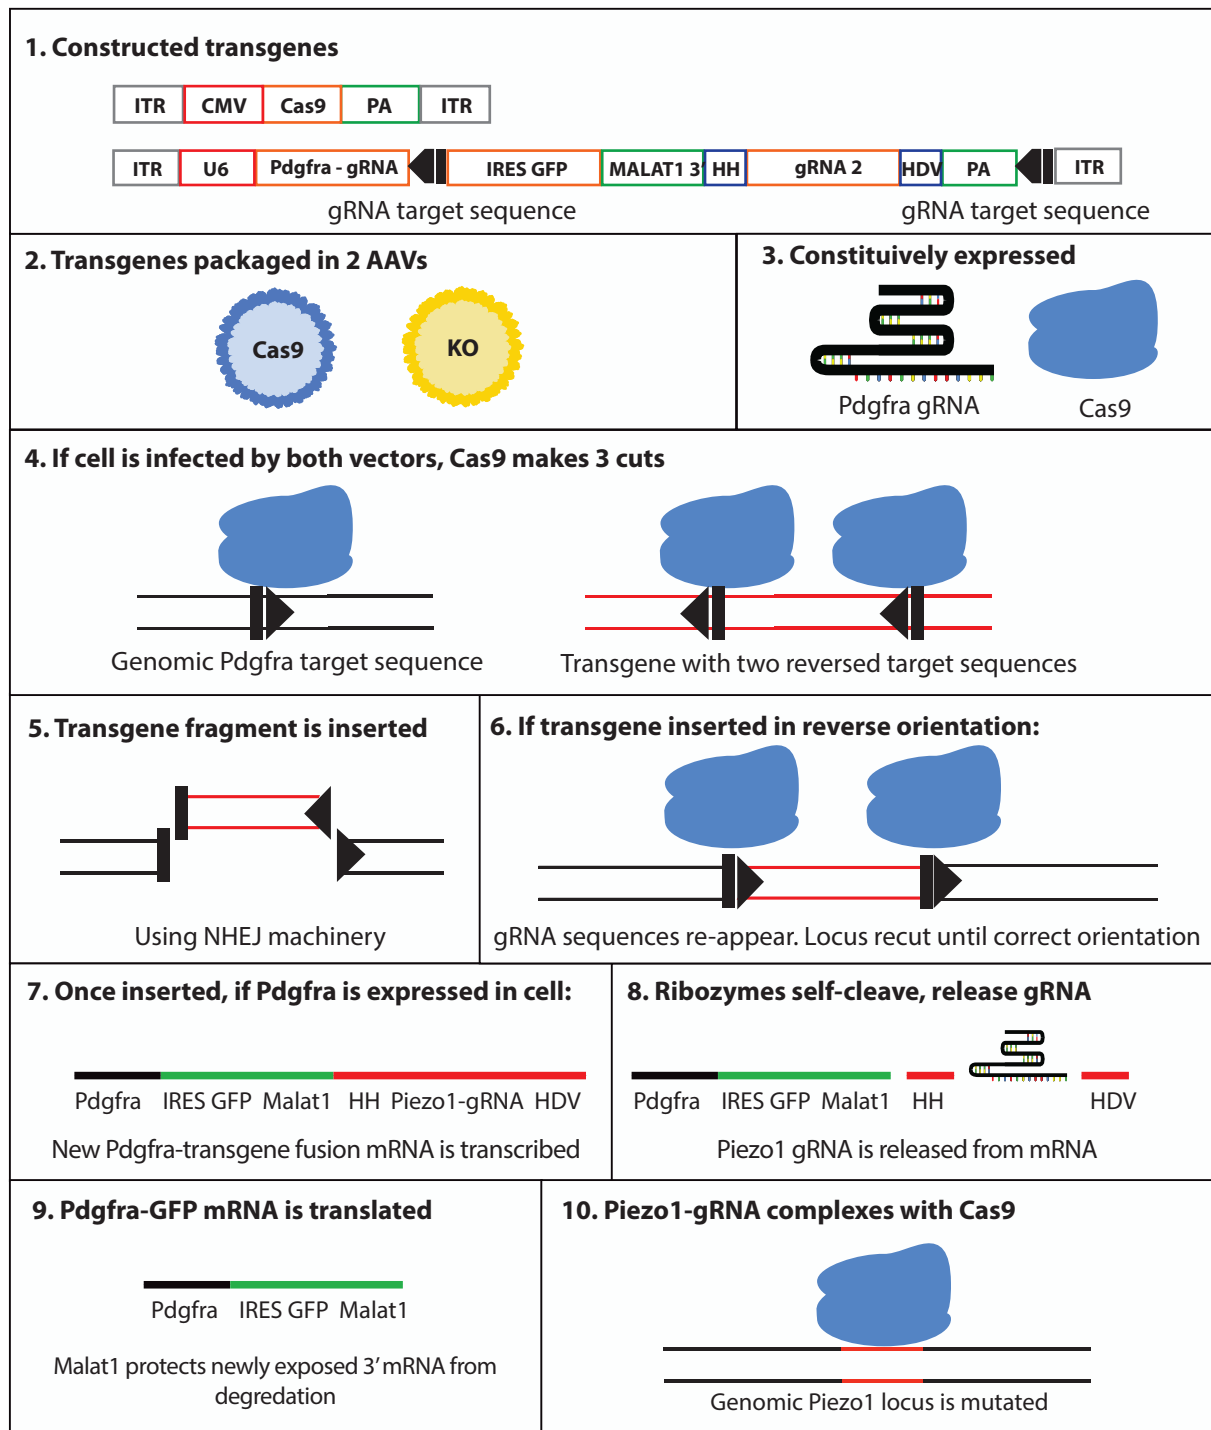 1. Constructed transgenes
ITR CMV Cas9 PA ITR
ITR U6 Pdgfra - gRNA IRES GFP MALAT1 3' HH gRNA 2 HDV PA ITR
gRNA target sequence gRNA target sequence
2. Transgenes packaged in 2 AAVs
Cas9 KO
3. Constituively expressed
Pdgfra gRNA Cas9
4. If cell is infected by both vectors, Cas9 makes 3 cuts
Genomic Pdgfra target sequence Transgene with two reversed target sequences
5. Transgene fragment is inserted
Using NHEJ machinery
6. If transgene inserted in reverse orientation:
gRNA sequences re-appear. Locus recut until correct orientation
7. Once inserted, if Pdgfra is expressed in cell:
Pdgfra IRES GFP Malat1 HH Piezo1-gRNA HDV
New Pdgfra-transgene fusion mRNA is transcribed
8. Ribozymes self-cleave, release gRNA
Pdgfra IRES GFP Malat1 HH HDV
Piezo1 gRNA is released from mRNA
9. Pdgfra-GFP mRNA is translated
Pdgfra IRES GFP Malat1
Malat1 protects newly exposed 3' mRNA from
degredation
10. Piezo1-gRNA complexes with Cas9
Genomic Piezo1 locus is mutated